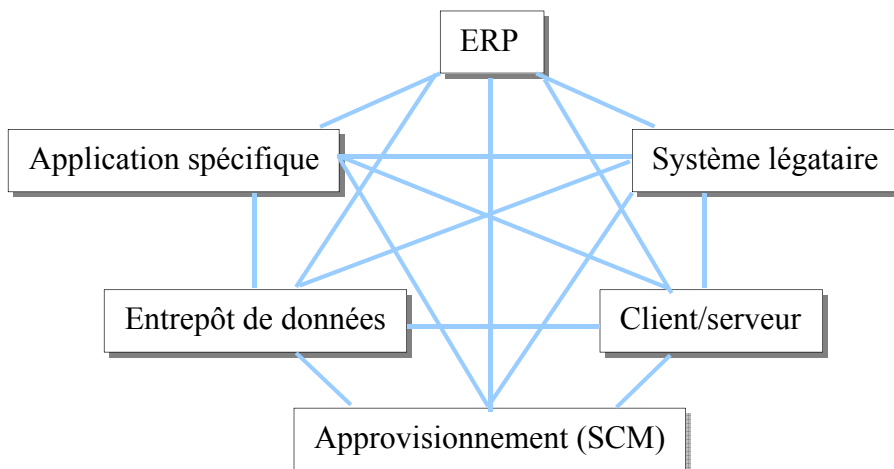 ERP
Application spécifique
Système légataire
Entrepôt de données
Client/serveur
Approvisionnement (SCM)